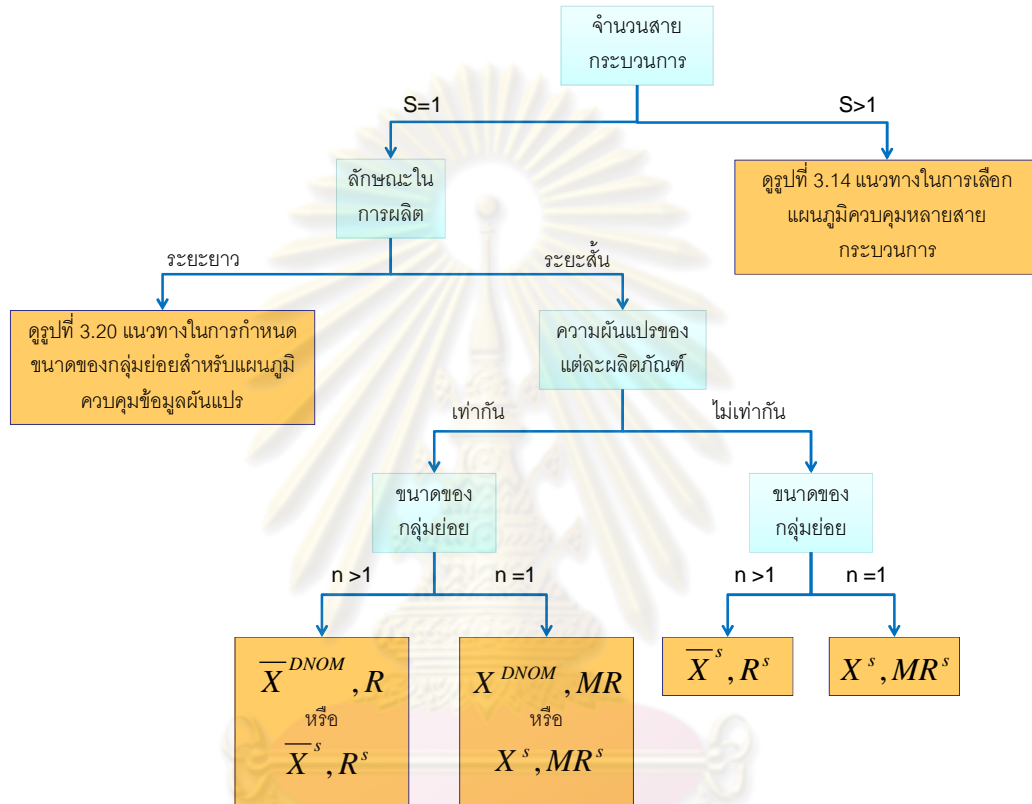 จำนวนสาย
กระบวนการ
S=1
S>1
ลักษณะใน
การผลิต
ดูรูปที่ 3.14 แนวทางในการเลือก
แผนภูมิควบคุมหลายสาย
กระบวนการ
ระยะยาว
ระยะสั้น
ดูรูปที่ 3.20 แนวทางในการกำหนด
ขนาดของกลุ่มย่อยสำหรับแผนภูมิ
ควบคุมข้อมูลผันแปร
ความผันแปรของ
แต่ละผลิตภัณฑ์
เท่ากัน
ไม่เท่ากัน
ขนาดของ
กลุ่มย่อย
ขนาดของ
กลุ่มย่อย
n >1
n =1
n >1
n =1
X̅^DNOM , R
หรือ
X̅^s , R^s
X^DNOM , MR
หรือ
X^s , MR^s
X̅^s , R^s
X^s , MR^s